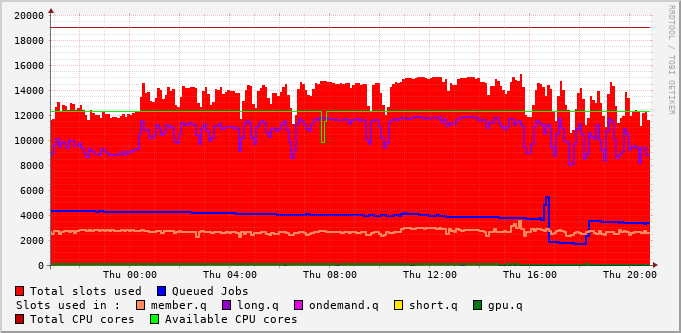 20000
18000
16000
14000
12000
10000
8000
6000
4000
2000
0
Thu 00:00 Thu 04:00 Thu 08:00 Thu 12:00 Thu 16:00 Thu 20:00
RRDTOOL / TOBI OETIKER
Total slots used Queued Jobs
Slots used in : member.q long.q ondemand.q short.q gpu.q
Total CPU cores Available CPU cores